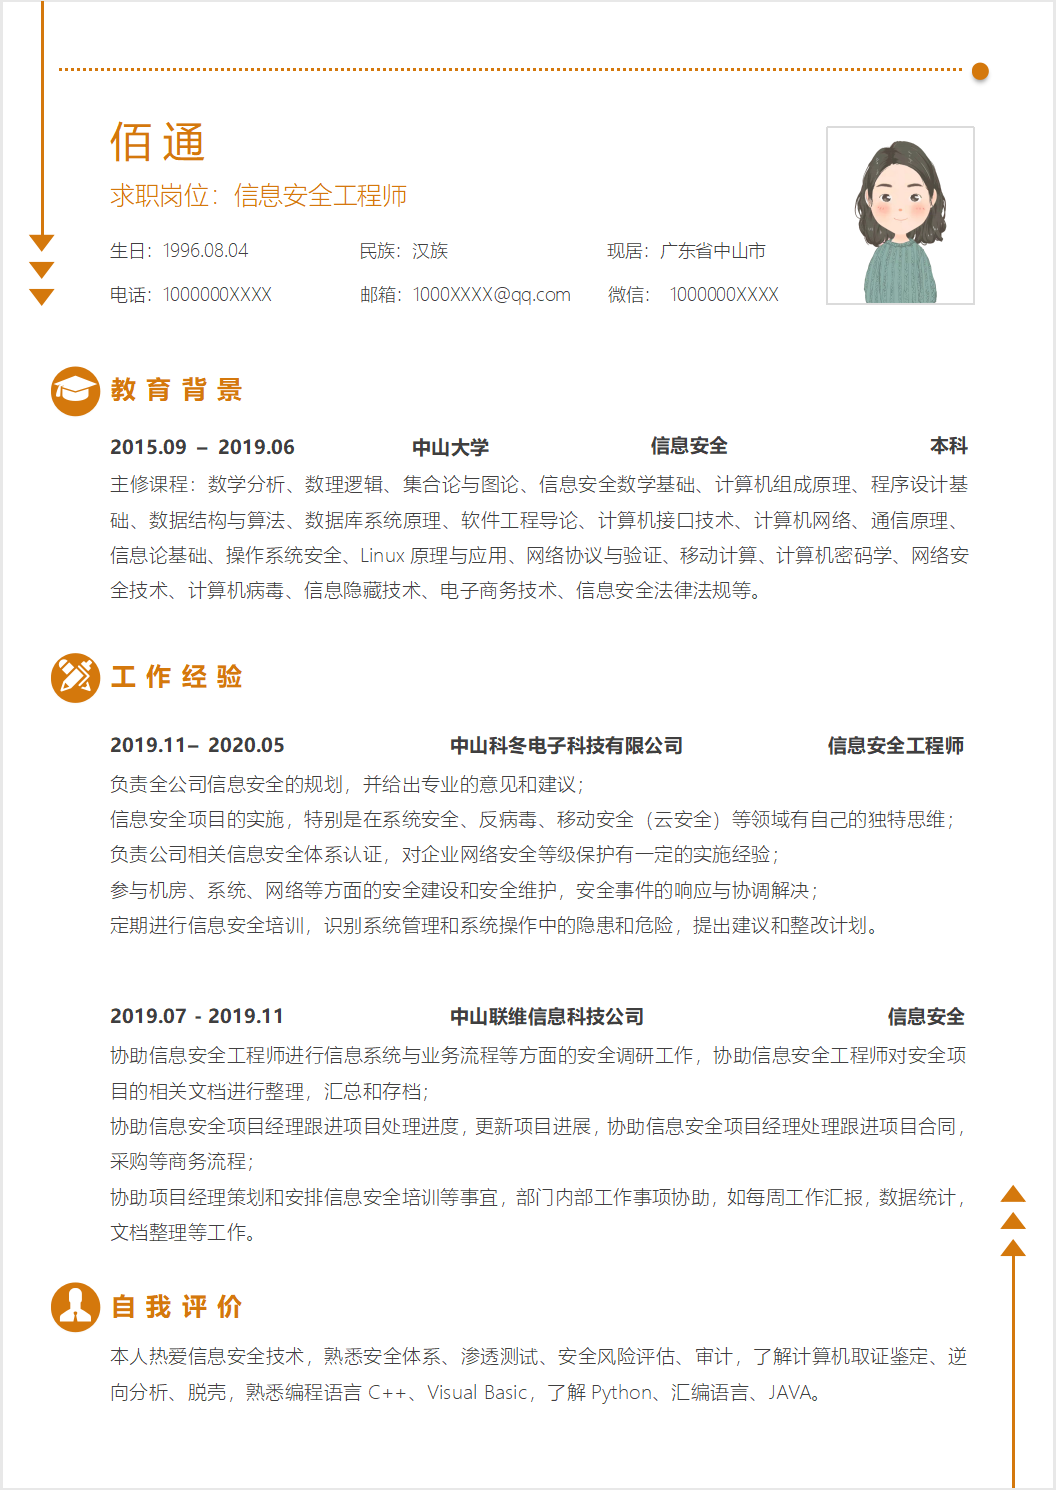 佰通
求职岗位：信息安全工程师
生日：1996.08.04 民族：汉族 现居：广东省中山市
电话：1000000XXXX 邮箱：1000XXXX@qq.com 微信： 1000000XXXX
教育背景
2015.09 – 2019.06 中山大学 信息安全 本科
主修课程：数学分析、数理逻辑、集合论与图论、信息安全数学基础、计算机组成原理、程序设计基
础、数据结构与算法、数据库系统原理、软件工程导论、计算机接口技术、计算机网络、通信原理、
信息论基础、操作系统安全、Linux 原理与应用、网络协议与验证、移动计算、计算机密码学、网络安
全技术、计算机病毒、信息隐藏技术、电子商务技术、信息安全法律法规等。
工作经验
2019.11– 2020.05 中山科冬电子科技有限公司 信息安全工程师
负责全公司信息安全的规划，并给出专业的意见和建议；
信息安全项目的实施，特别是在系统安全、反病毒、移动安全（云安全）等领域有自己的独特思维；
负责公司相关信息安全体系认证，对企业网络安全等级保护有一定的实施经验；
参与机房、系统、网络等方面的安全建设和安全维护，安全事件的响应与协调解决；
定期进行信息安全培训，识别系统管理和系统操作中的隐患和危险，提出建议和整改计划。
2019.07 - 2019.11 中山联维信息科技公司 信息安全
协助信息安全工程师进行信息系统与业务流程等方面的安全调研工作，协助信息安全工程师对安全项
目的相关文档进行整理，汇总和存档；
协助信息安全项目经理跟进项目处理进度，更新项目进展，协助信息安全项目经理处理跟进项目合同，
采购等商务流程；
协助项目经理策划和安排信息安全培训等事宜，部门内部工作事项协助，如每周工作汇报，数据统计，
文档整理等工作。
自我评价
本人热爱信息安全技术，熟悉安全体系、渗透测试、安全风险评估、审计，了解计算机取证鉴定、逆
向分析、脱壳，熟悉编程语言 C++、Visual Basic，了解 Python、汇编语言、JAVA。